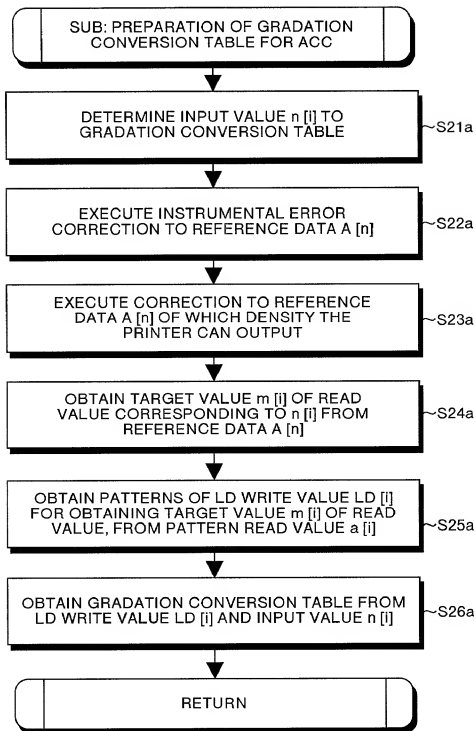 SUB: PREPARATION OF GRADATION
CONVERSION TABLE FOR ACC
DETERMINE INPUT VALUE n [i] TO
GRADATION CONVERSION TABLE
~S21a
EXECUTE INSTRUMENTAL ERROR
CORRECTION TO REFERENCE DATA A [n]
~S22a
EXECUTE CORRECTION TO REFERENCE
DATA A [n] OF WHICH DENSITY THE
PRINTER CAN OUTPUT
~S23a
OBTAIN TARGET VALUE m [i] OF READ
VALUE CORRESPONDING TO n [i] FROM
REFERENCE DATA A [n]
~S24a
OBTAIN PATTERNS OF LD WRITE VALUE LD [i]
FOR OBTAINING TARGET VALUE m [i] OF READ
VALUE, FROM PATTERN READ VALUE a [i]
~S25a
OBTAIN GRADATION CONVERSION TABLE FROM
LD WRITE VALUE LD [i] AND INPUT VALUE n [i]
~S26a
RETURN